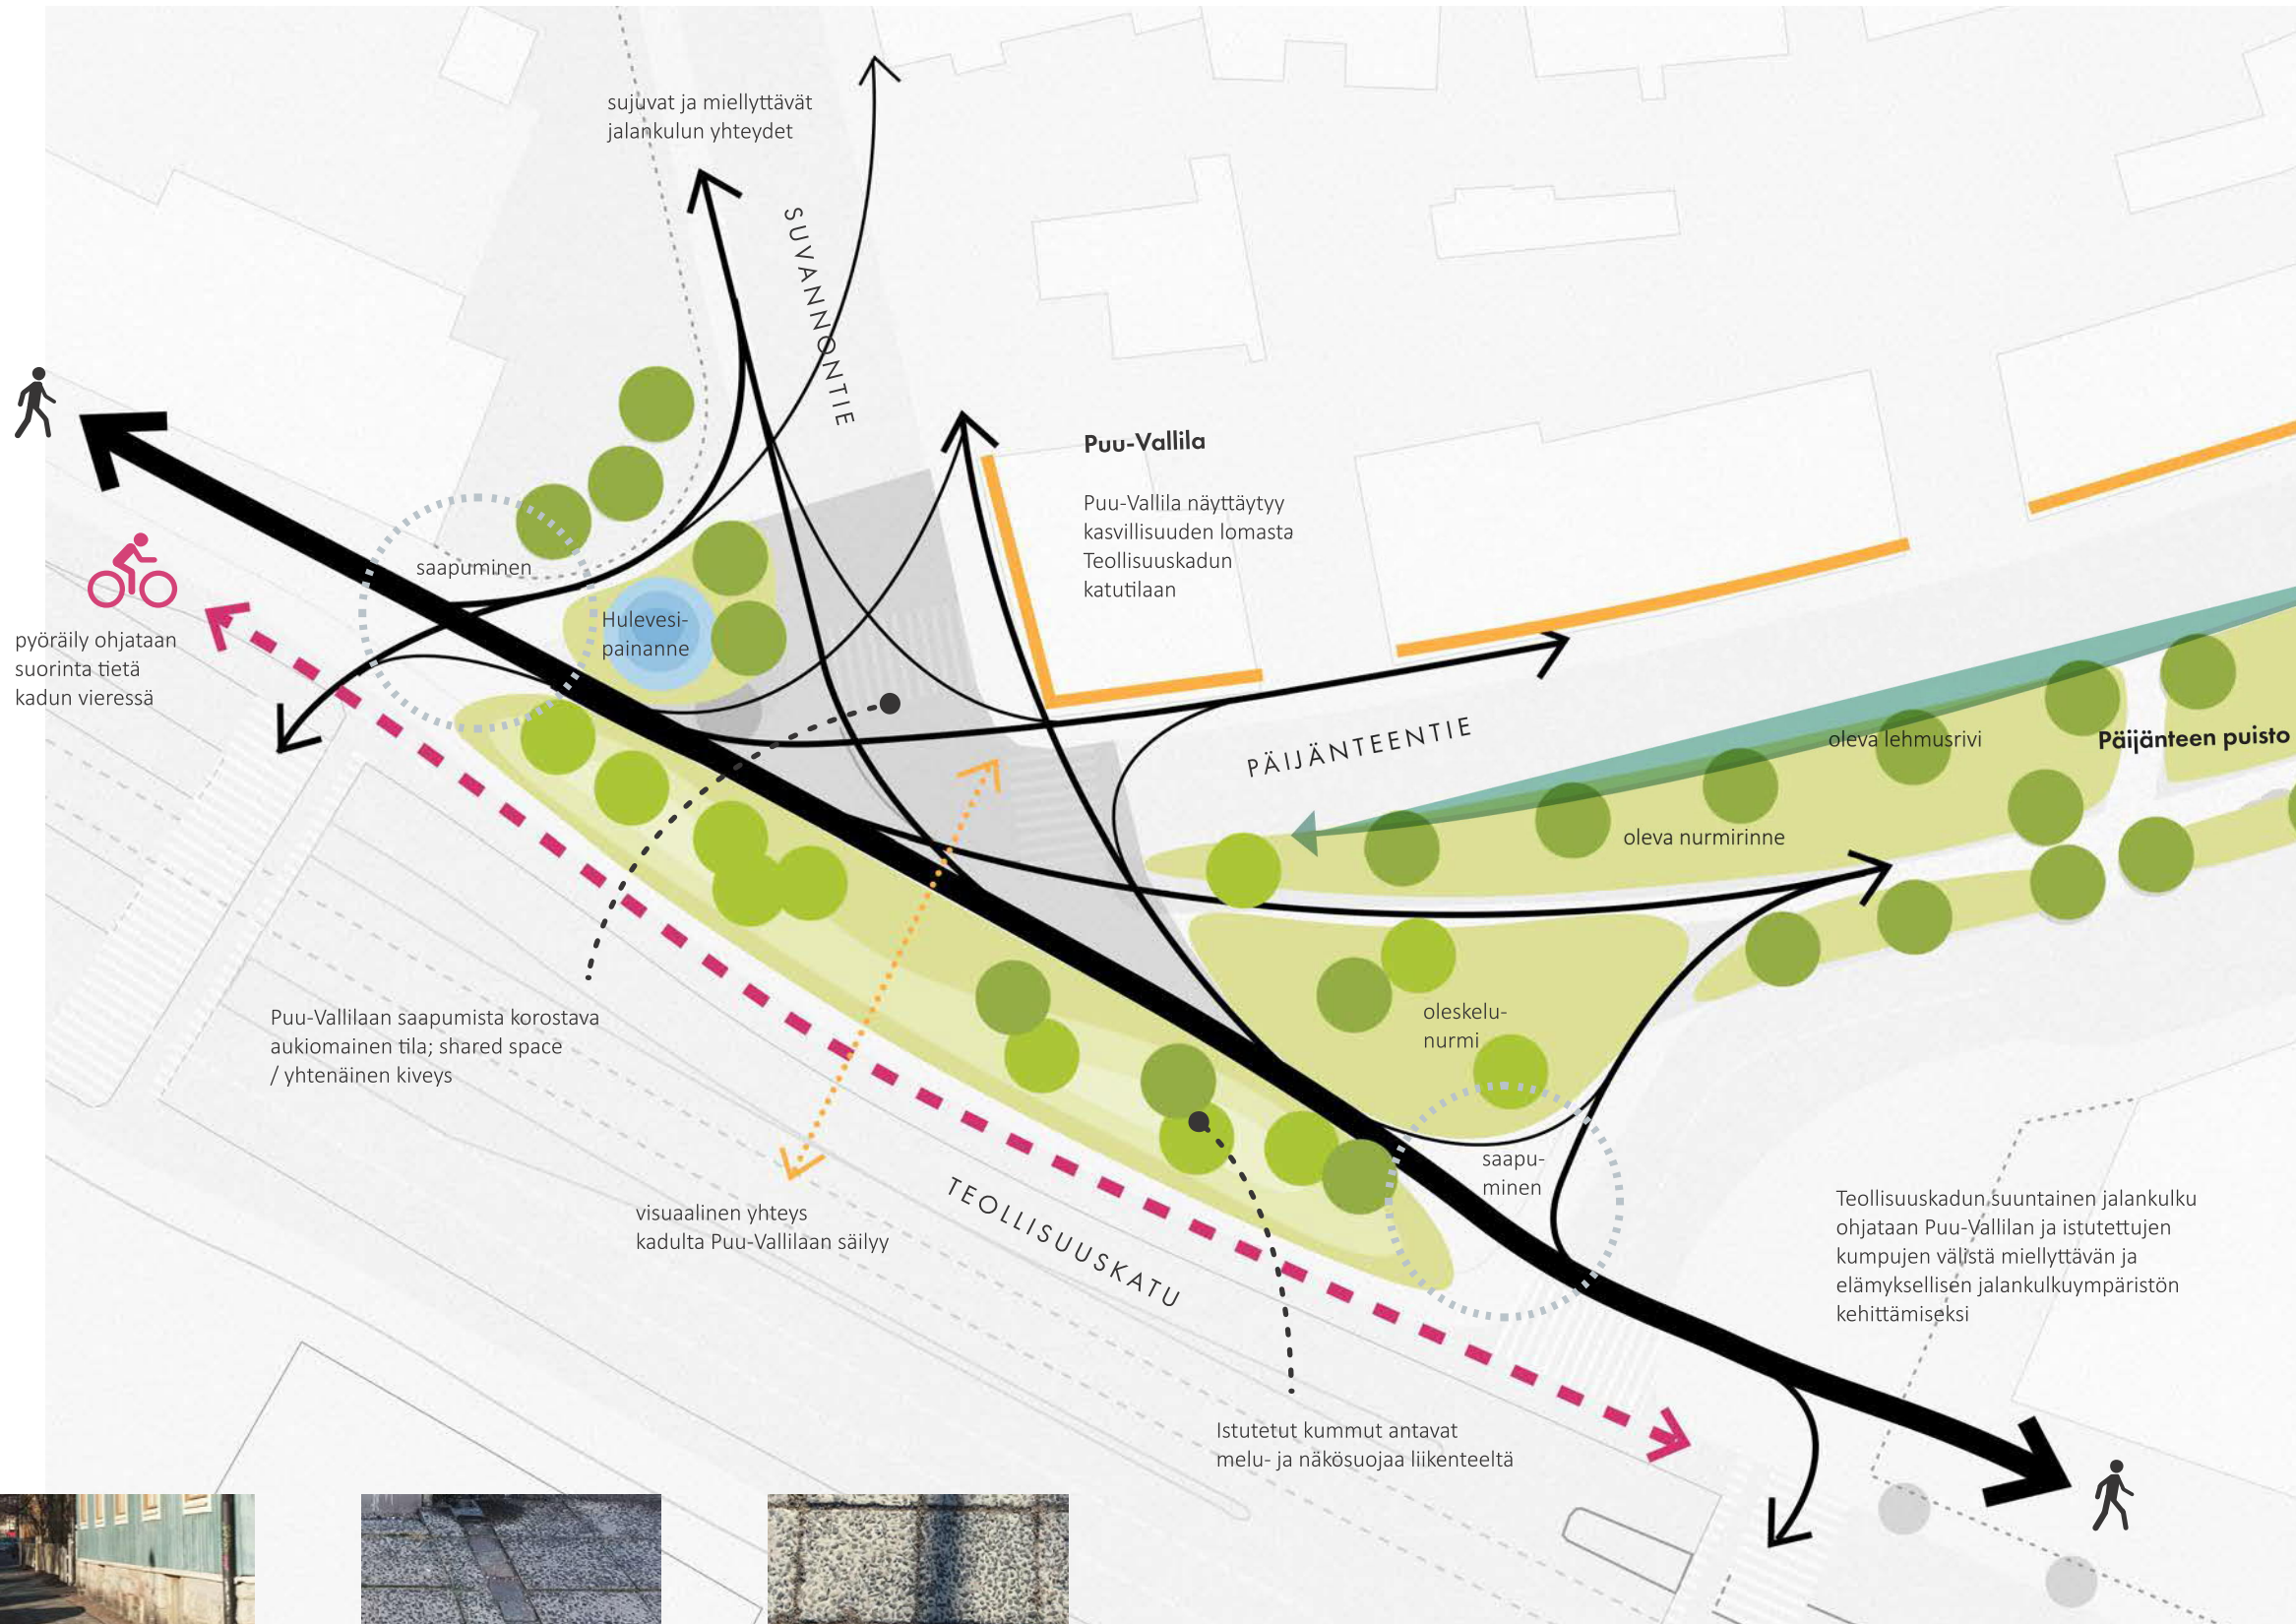 sujuvat ja miellyttävät
jalankulun yhteydet
SUVANNONTIE
Puu-Vallila
Puu-Vallila näyttäytyy
kasvillisuuden lomasta
Teollisuuskadun
katutilaan
saapuminen
Hulevesi-
painanne
pyöräily ohjataan
suorinta tietä
kadun vieressä
PÄIJÄNTEENTIE
oleva lehmusrivi
Päijänteen puisto
oleva nurmirinne
oleskelu-
nurmi
Puu-Vallilaan saapumista korostava
aukiomainen tila; shared space
/ yhtenäinen kiveys
saapu-
minen
visuaalinen yhteys
kadulta Puu-Vallilaan säilyy
TEOLLISUUSKATU
Teollisuuskadun suuntainen jalankulku
ohjataan Puu-Vallilan ja istutettujen
kumpujen välistä miellyttävän ja
elämyksellisen jalankulkuympäristön
kehittämiseksi
Istutetut kummut antavat
melu- ja näkösuojaa liikenteeltä